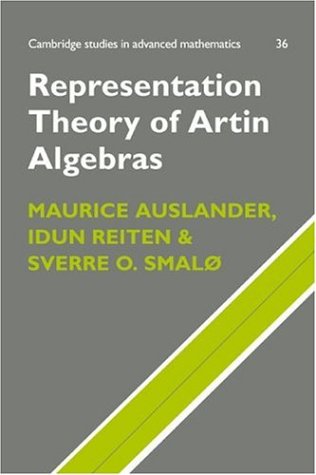 Cambridge studies in advanced mathematics 36
Representation
Theory of Artin
Algebras
MAURICE AUSLANDER,
IDUN REITEN &
SVERRE O. SMALØ